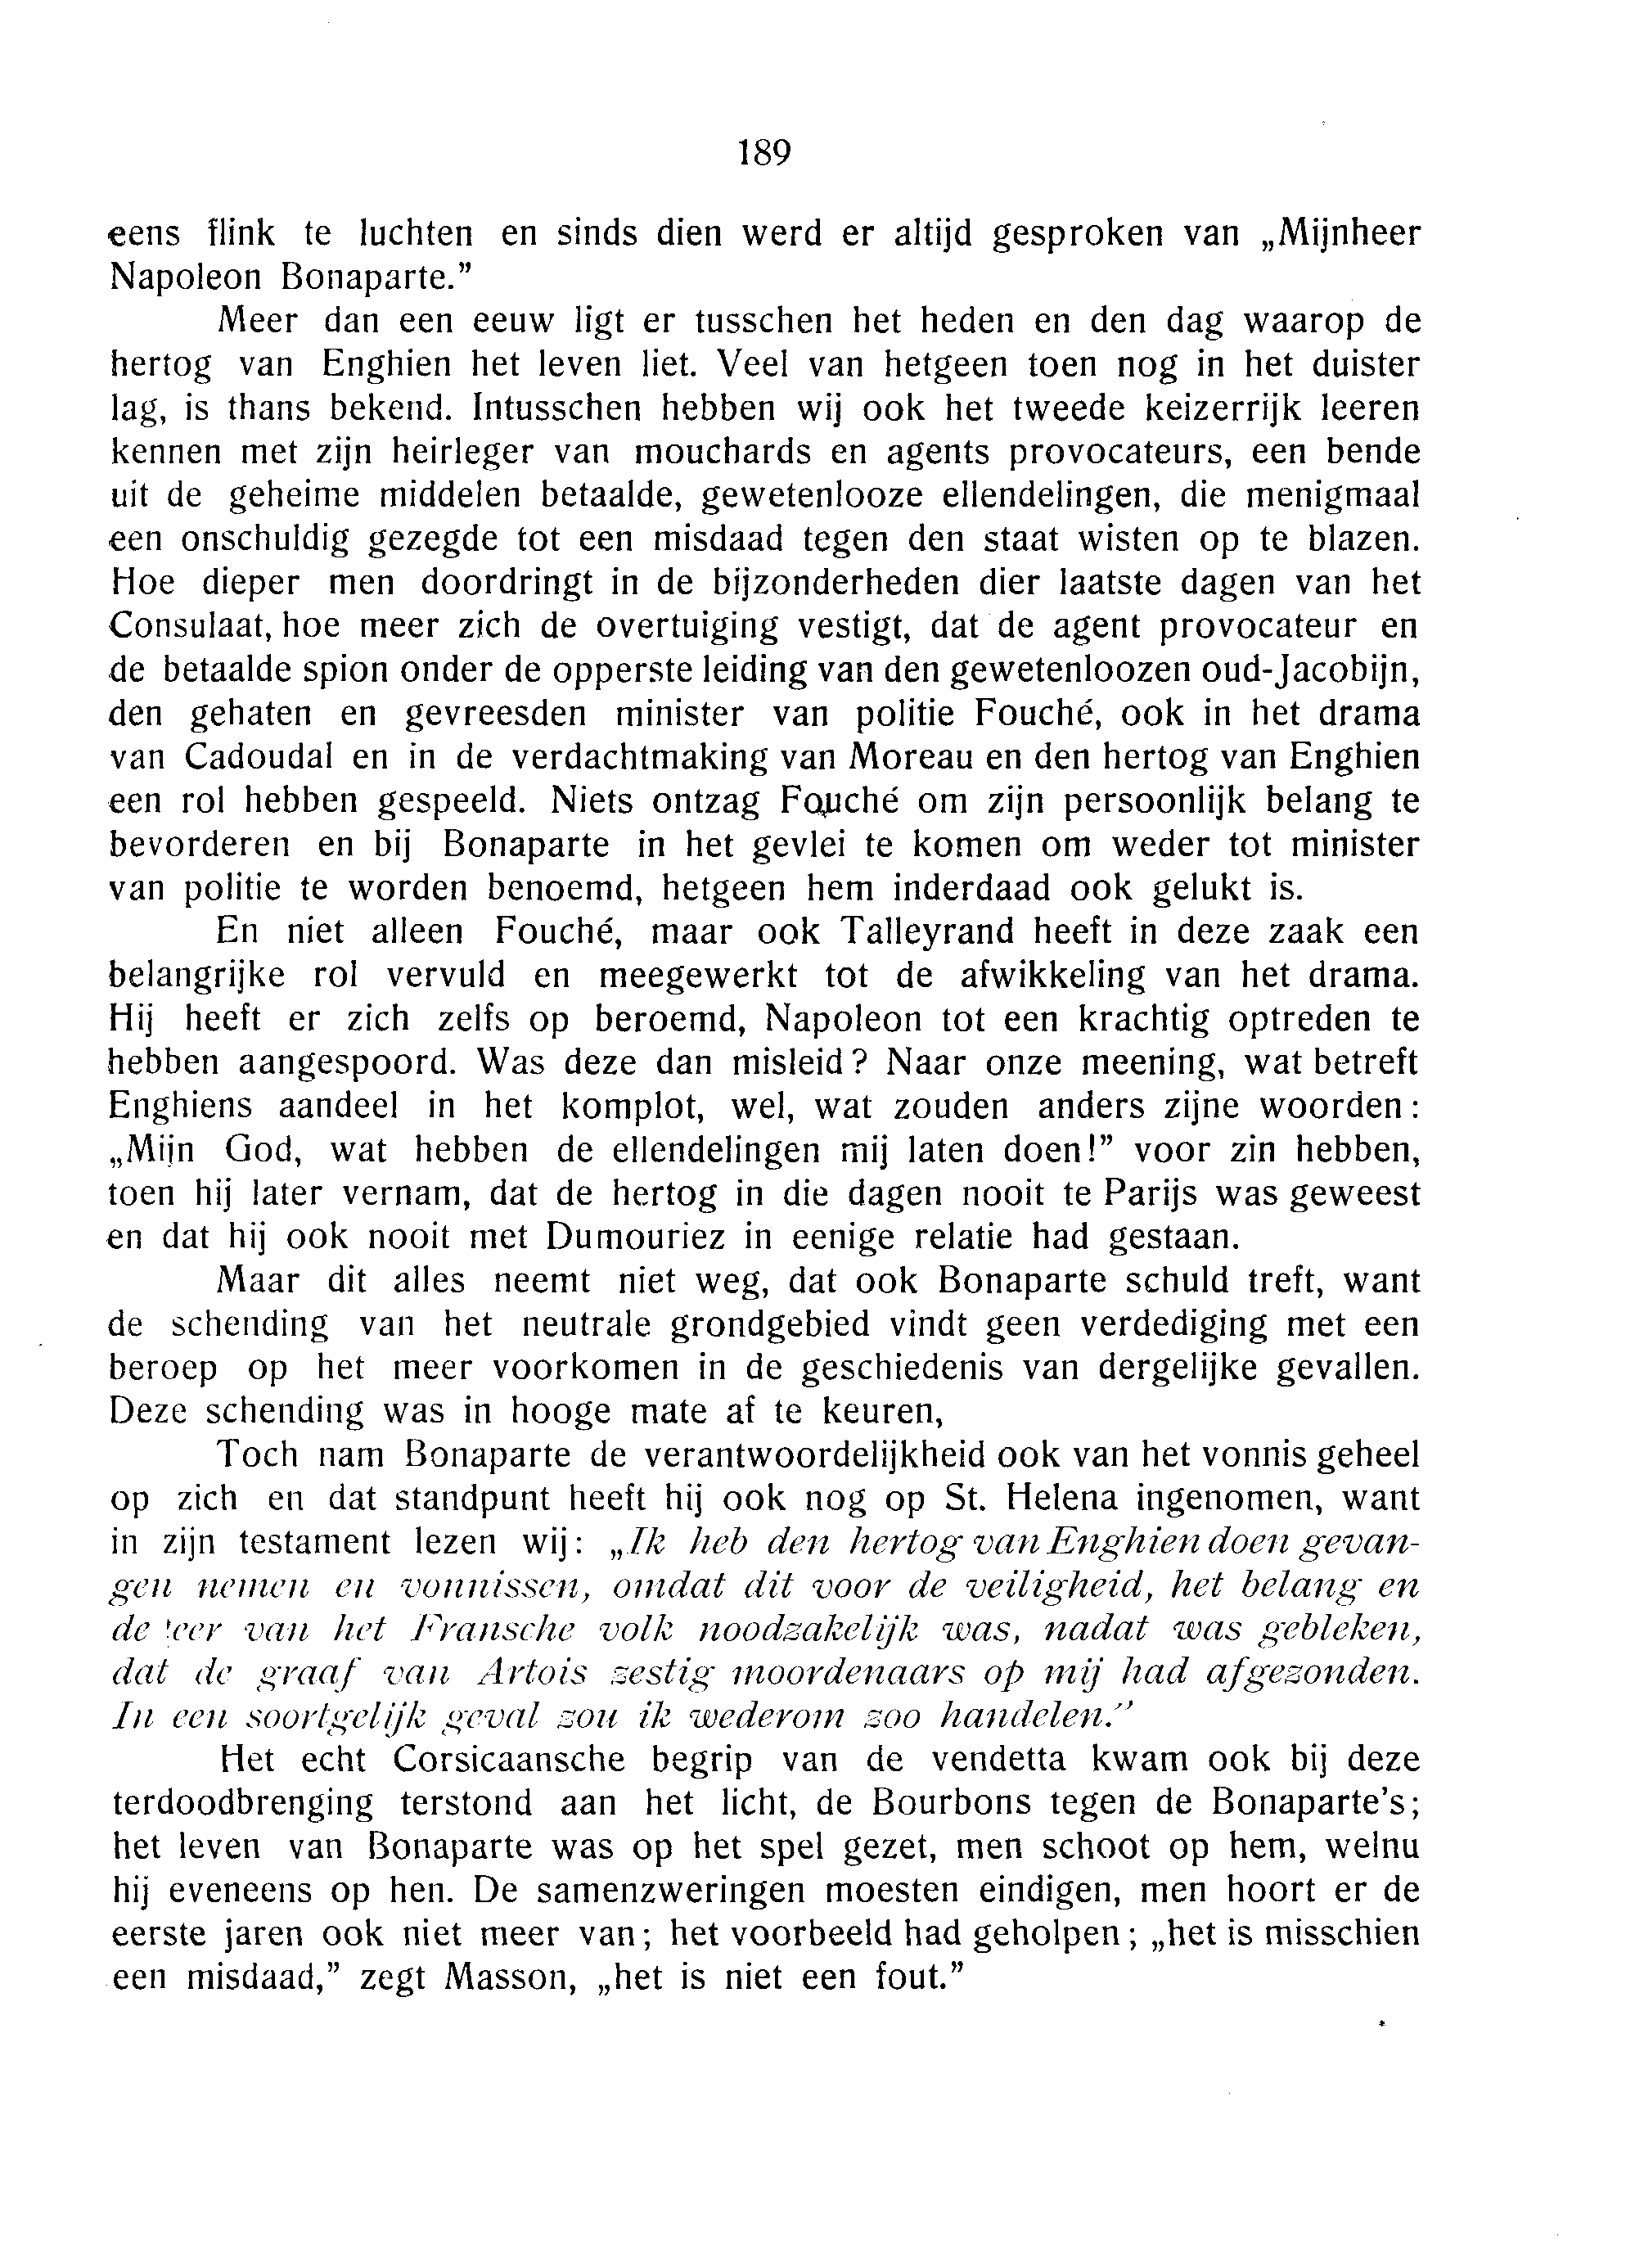 189
eens flink te luchten en sinds dien werd er altijd gesproken van „Mijnheer
Napoleon Bonaparte.”
Meer dan een eeuw ligt er tusschen het heden en den dag waarop de
hertog van Enghien het leven liet. Veel van hetgeen toen nog in het duister
lag, is thans bekend. Intusschen hebben wij ook het tweede keizerrijk leeren
kennen met zijn heirleger van mouchards en agents provocateurs, een bende
uit de geheime middelen betaalde, gewetenlooze ellendelingen, die menigmaal
een onschuldig gezegde tot een misdaad tegen den staat wisten op te blazen.
Hoe dieper men doordringt in de bijzonderheden dier laatste dagen van het
Consulaat, hoe meer zich de overtuiging vestigt, dat de agent provocateur en
de betaalde spion onder de opperste leiding van den gewetenloozen oud-Jacobijn,
den gehaten en gevreesden minister van politie Fouché, ook in het drama
van Cadoudal en in de verdachtmaking van Moreau en den hertog van Enghien
een rol hebben gespeeld. Niets ontzag Fouché om zijn persoonlijk belang te
bevorderen en bij Bonaparte in het gevlei te komen om weder tot minister
van politie te worden benoemd, hetgeen hem inderdaad ook gelukt is.
En niet alleen Fouché, maar ook Talleyrand heeft in deze zaak een
belangrijke rol vervuld en meegewerkt tot de afwikkeling van het drama.
Hij heeft er zich zelfs op beroemd, Napoleon tot een krachtig optreden te
hebben aangespoord. Was deze dan misleid? Naar onze meening, wat betreft
Enghiens aandeel in het komplot, wel, wat zouden anders zijne woorden:
„Mijn God, wat hebben de ellendelingen mij laten doen!” voor zin hebben,
toen hij later vernam, dat de hertog in die dagen nooit te Parijs was geweest
en dat hij ook nooit met Dumouriez in eenige relatie had gestaan.
Maar dit alles neemt niet weg, dat ook Bonaparte schuld treft, want
de schending van het neutrale grondgebied vindt geen verdediging met een
beroep op het meer voorkomen in de geschiedenis van dergelijke gevallen.
Deze schending was in hooge mate af te keuren,
Toch nam Bonaparte de verantwoordelijkheid ook van het vonnis geheel
op zich en dat standpunt heeft hij ook nog op St. Helena ingenomen, want
in zijn testament lezen wij: „Ik heb den hertog van Enghien doen gevan-
gen nemen en vonnissen, omdat dit voor de veiligheid, het belang en
de eer van het Fransche volk noodzakelijk was, nadat was gebleken,
dat de graaf van Artois zestig moordenaars op mij had afgezonden.
In een soortgelijk geval zou ik wederom zoo handelen.”
Het echt Corsicaansche begrip van de vendetta kwam ook bij deze
terdoodbrenging terstond aan het licht, de Bourbons tegen de Bonaparte's;
het leven van Bonaparte was op het spel gezet, men schoot op hem, welnu
hij eveneens op hen. De samenzweringen moesten eindigen, men hoort er de
eerste jaren ook niet meer van; het voorbeeld had geholpen; „het is misschien
een misdaad,” zegt Masson, „het is niet een fout.”